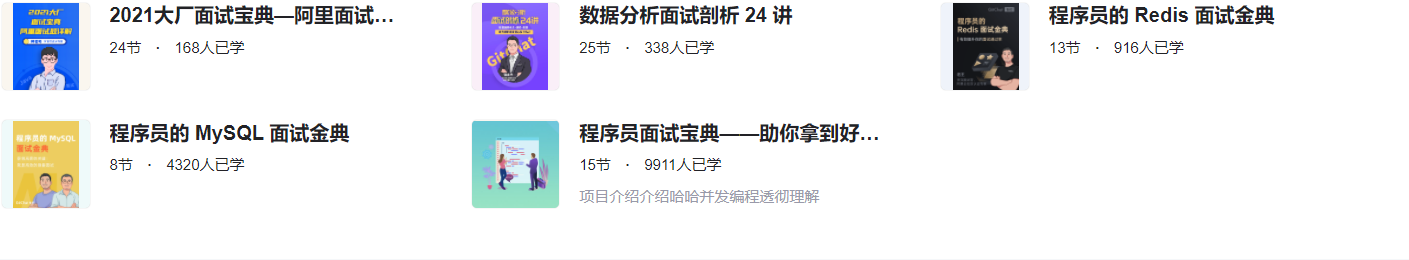 2021大厂面试宝典—阿里面试…
24节 · 168人已学
数据分析面试剖析 24 讲
25节 · 338人已学
程序员的 Redis 面试金典
13节 · 916人已学
程序员的 MySQL 面试金典
8节 · 4320人已学
程序员面试宝典——助你拿到好…
15节 · 9911人已学
项目介绍介绍哈哈并发编程透彻理解
2021大厂
面试宝典
阿里面试题详解
面试剖析 24讲
GitChat
程序员的
Redis 面试金典
程序员的 MySQL
面试金典